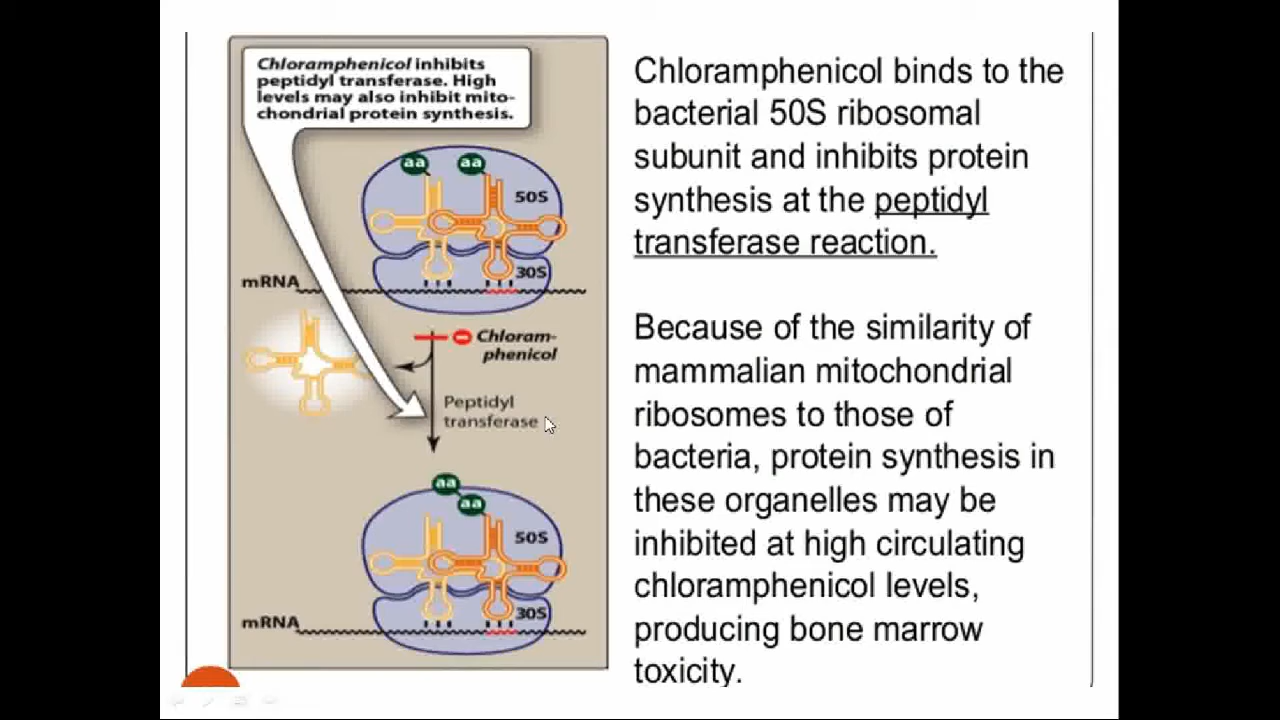 Chloramphenicol inhibits
peptidyl transferase. High
levels may also inhibit mito-
chondrial protein synthesis.
aa aa
50S
30S
mRNA
Chloram-
phenicol
Peptidyl
transferase
aa
aa
50S
30S
mRNA
Chloramphenicol binds to the
bacterial 50S ribosomal
subunit and inhibits protein
synthesis at the peptidyl
transferase reaction.
Because of the similarity of
mammalian mitochondrial
ribosomes to those of
bacteria, protein synthesis in
these organelles may be
inhibited at high circulating
chloramphenicol levels,
producing bone marrow
toxicity.